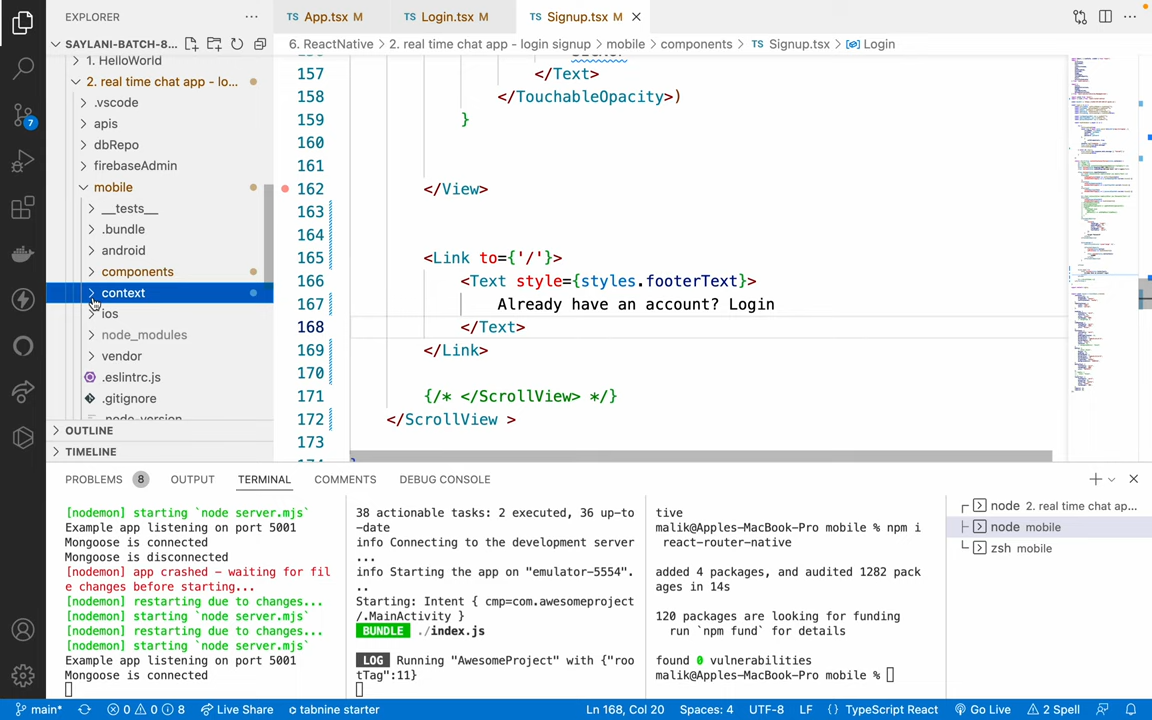 EXPLORER
App.tsx M
Login.tsx M
Signup.tsx M
SAYLANI-BATCH-8...
6. ReactNative > 2. real time chat app - login signup > mobile > components > Signup.tsx > Login
1. HelloWorld
2. real time chat app - lo...
.vscode
apis
dbRepo
firebaseAdmin
mobile
__tests__
.bundle
android
components
context
ios
node_modules
vendor
.eslintrc.js
.gitignore
.node_version
OUTLINE
TIMELINE
7
157 </Text>
158 </TouchableOpacity>)
159 }
160
161
162 </View>
163
164
165 <Link to={'/'}>
166 <Text style={styles.footerText}>
167 Already have an account? Login
168 </Text>
169 </Link>
170
171 {/* </ScrollView> */}
172 </ScrollView >
173
PROBLEMS 8 OUTPUT TERMINAL COMMENTS DEBUG CONSOLE
[nodemon] starting `node server.mjs`
Example app listening on port 5001
Mongoose is connected
Mongoose is disconnected
[nodemon] app crashed - waiting for fil
e changes before starting...
[nodemon] restarting due to changes...
[nodemon] starting `node server.mjs`
[nodemon] restarting due to changes...
[nodemon] starting `node server.mjs`
Example app listening on port 5001
Mongoose is connected
38 actionable tasks: 2 executed, 36 up-to
-date
info Connecting to the development server
...
info Starting the app on "emulator-5554".
..
Starting: Intent { cmp=com.awesomeproject
/.MainActivity }
BUNDLE ./index.js
LOG Running "AwesomeProject" with {"roo
tTag":11}
tive
malik@Apples-MacBook-Pro mobile % npm i
react-router-native
added 4 packages, and audited 1282 pack
ages in 14s
120 packages are looking for funding
run `npm fund` for details
found 0 vulnerabilities
malik@Apples-MacBook-Pro mobile %
node 2. real time chat ap...
node mobile
zsh mobile
main* 0 0 8 Live Share tabnine starter Ln 168, Col 20 Spaces: 4 UTF-8 LF {} TypeScript React Go Live 2 Spell